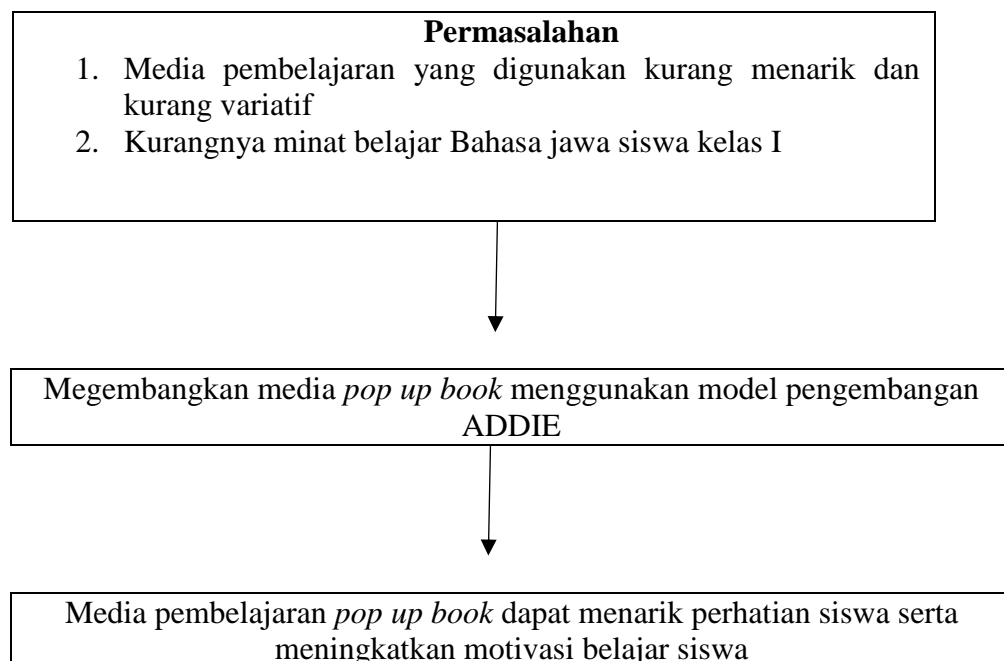 Permasalahan
1. Media pembelajaran yang digunakan kurang menarik dan
kurang variatif
2. Kurangnya minat belajar Bahasa jawa siswa kelas I
Megembangkan media pop up book menggunakan model pengembangan
ADDIE
Media pembelajaran pop up book dapat menarik perhatian siswa serta
meningkatkan motivasi belajar siswa